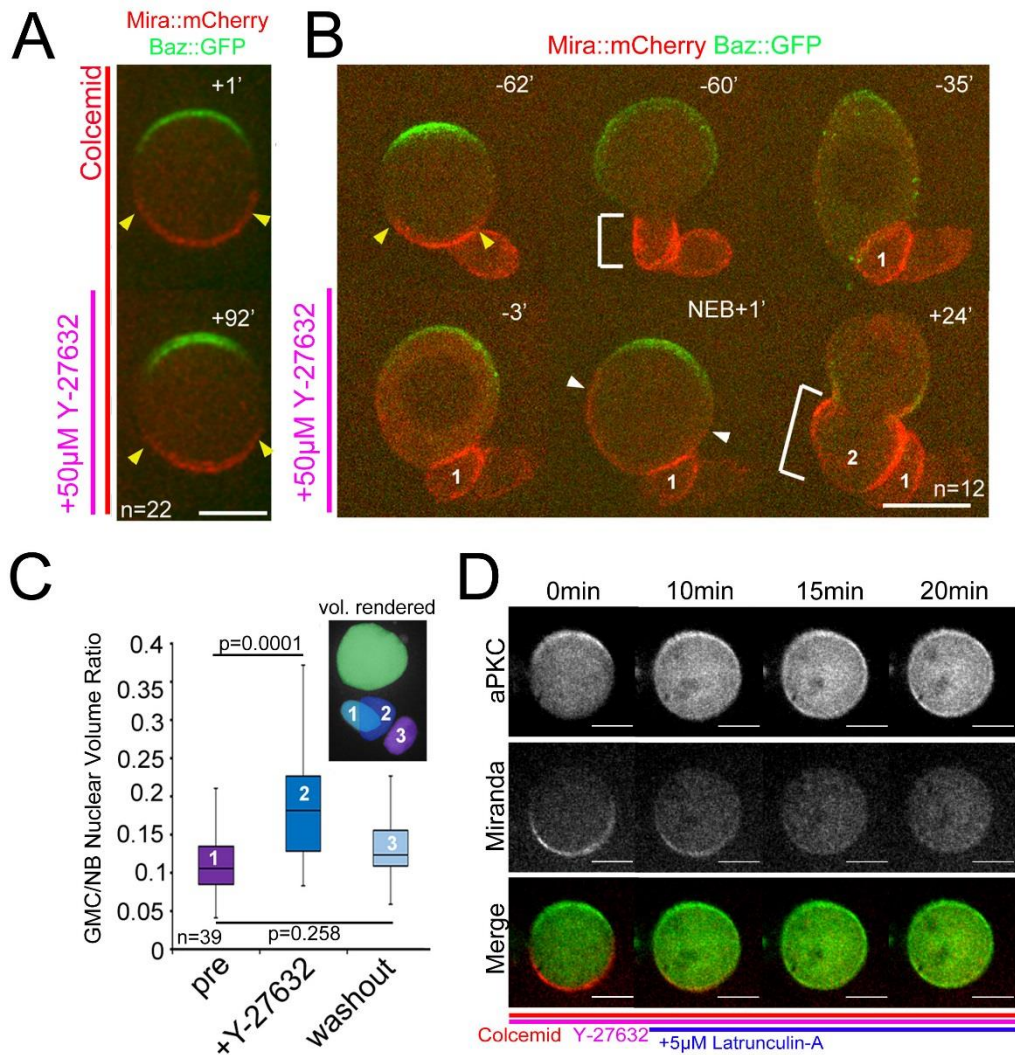 A
Mira::mCherry
Baz::GFP
Colcemid
+1'
+50µM Y-27632
+92'
n=22
B
Mira::mCherry Baz::GFP
-62'
-60'
-35'
1
+50µM Y-27632
-3'
NEB+1'
+24'
1
1
2
1
n=12
C
vol. rendered
1
2
3
GMC/NB Nuclear Volume Ratio
0.4
0.35
0.3
0.25
0.2
0.15
0.1
0.05
0
p=0.0001
1
2
3
n=39
p=0.258
pre
+Y-27632
washout
D
0min
10min
15min
20min
aPKC
Miranda
Merge
Colcemid Y-27632
+5µM Latrunculin-A